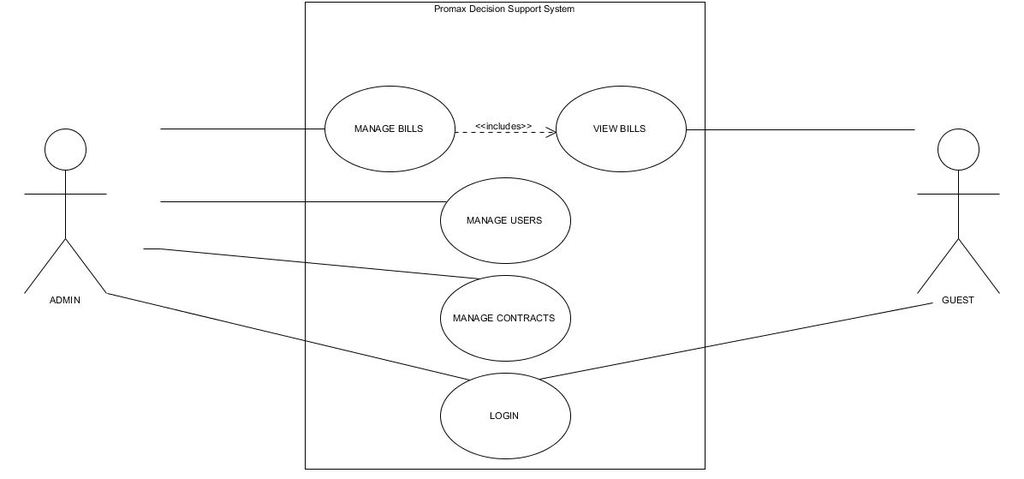 Promax Decision Support System
MANAGE BILLS
<<includes>>
VIEW BILLS
MANAGE USERS
ADMIN
GUEST
MANAGE CONTRACTS
LOGIN